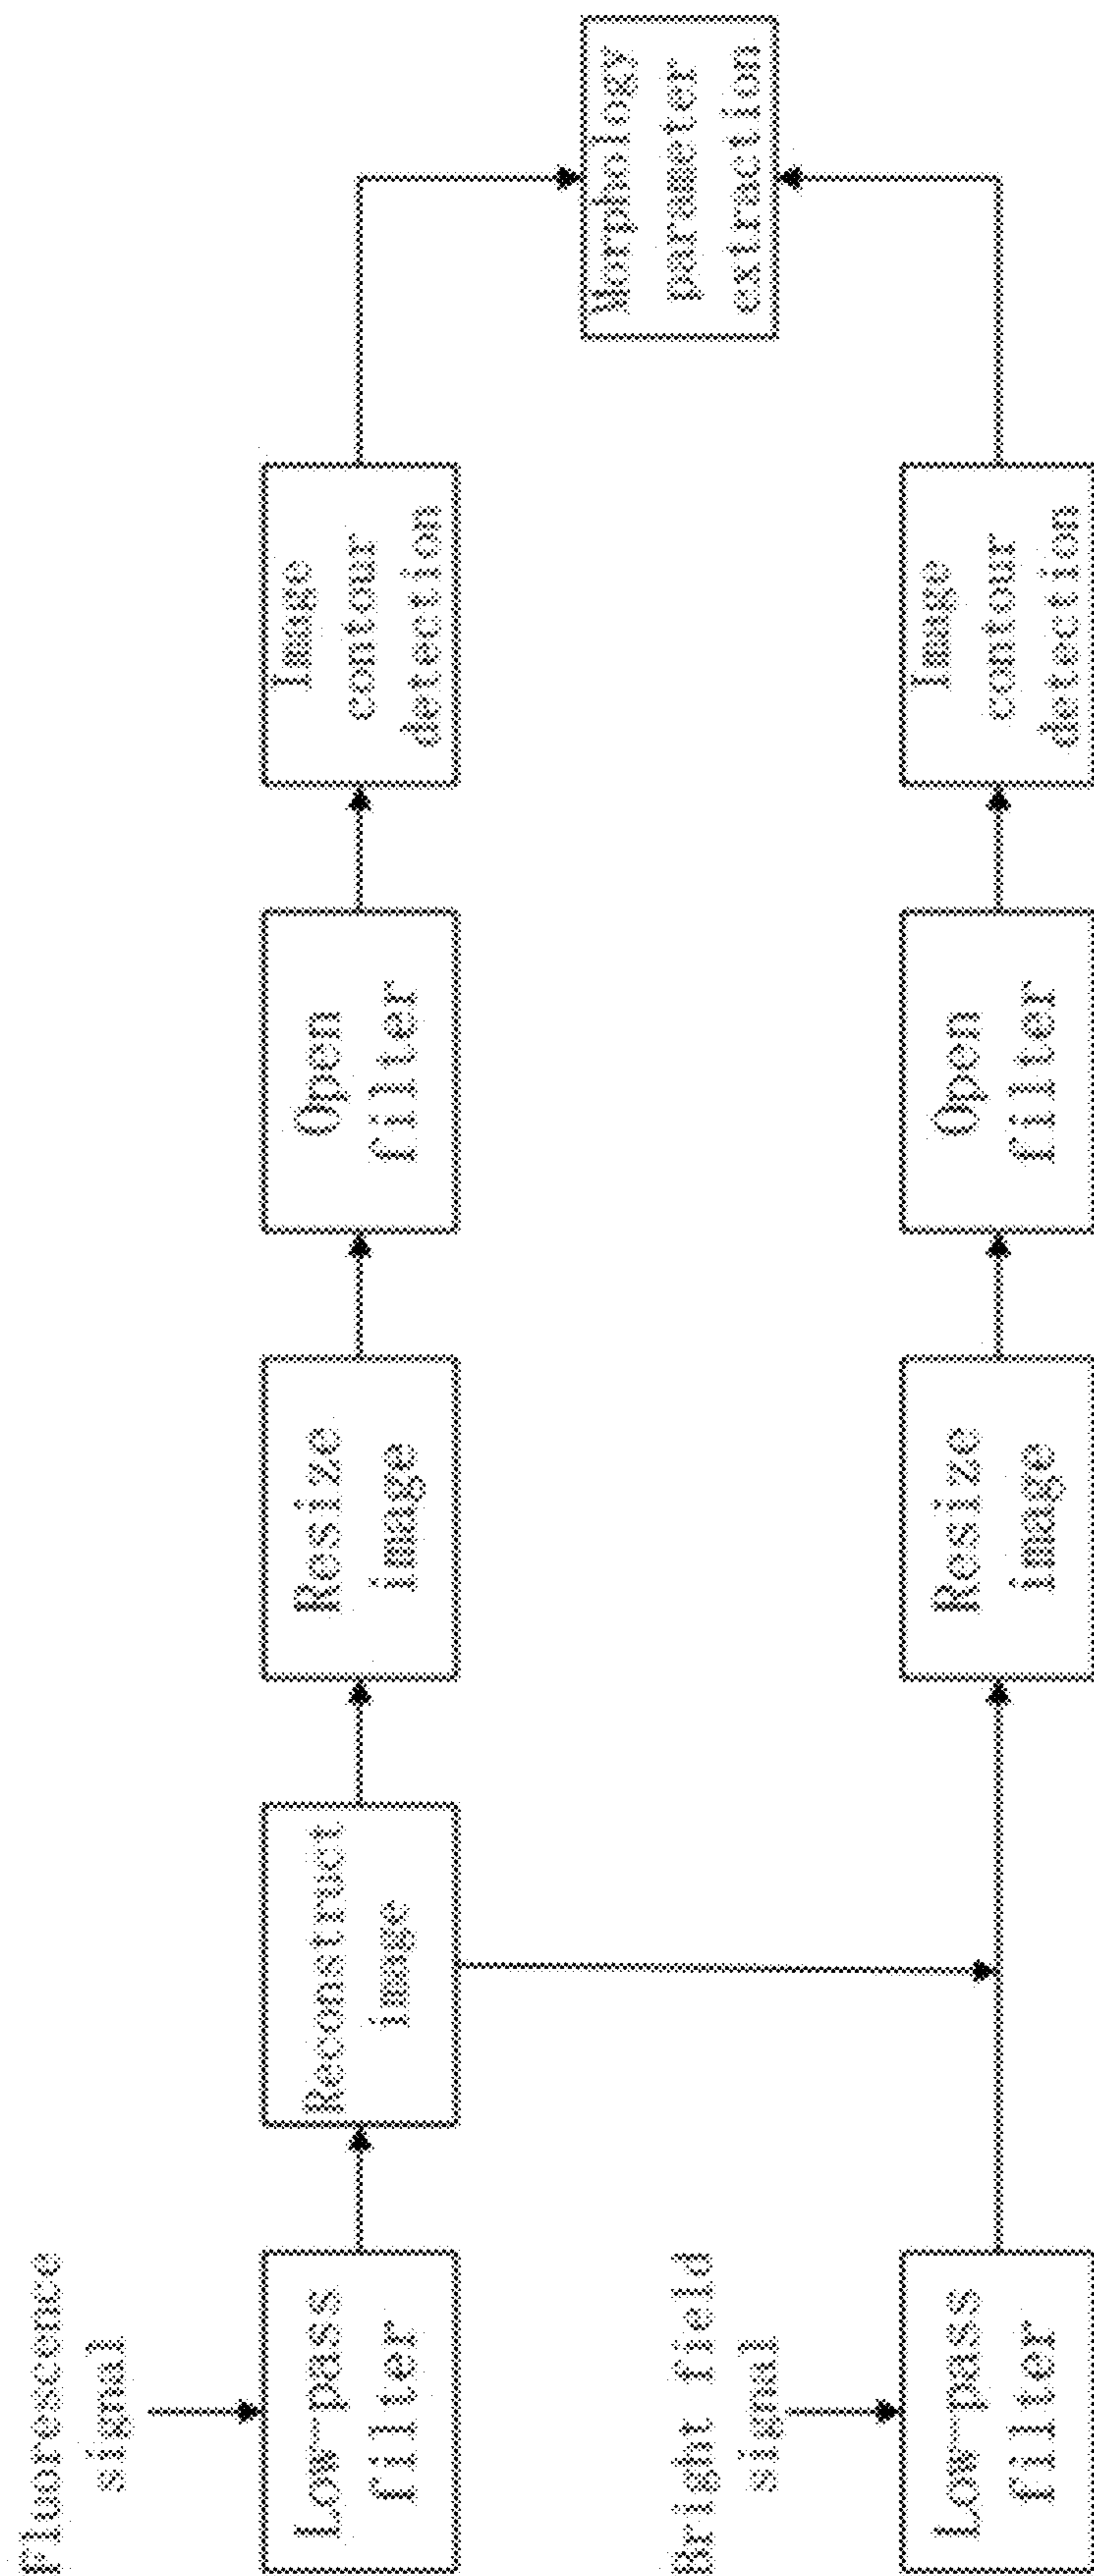 Fluorescence
signal
Low-pass
filter
Reconstruct
image
Resize
image
Open
filter
Image
contour
detection
Morphology
parameter
extraction
Bright field
signal
Low-pass
filter
Resize
image
Open
filter
Image
contour
detection